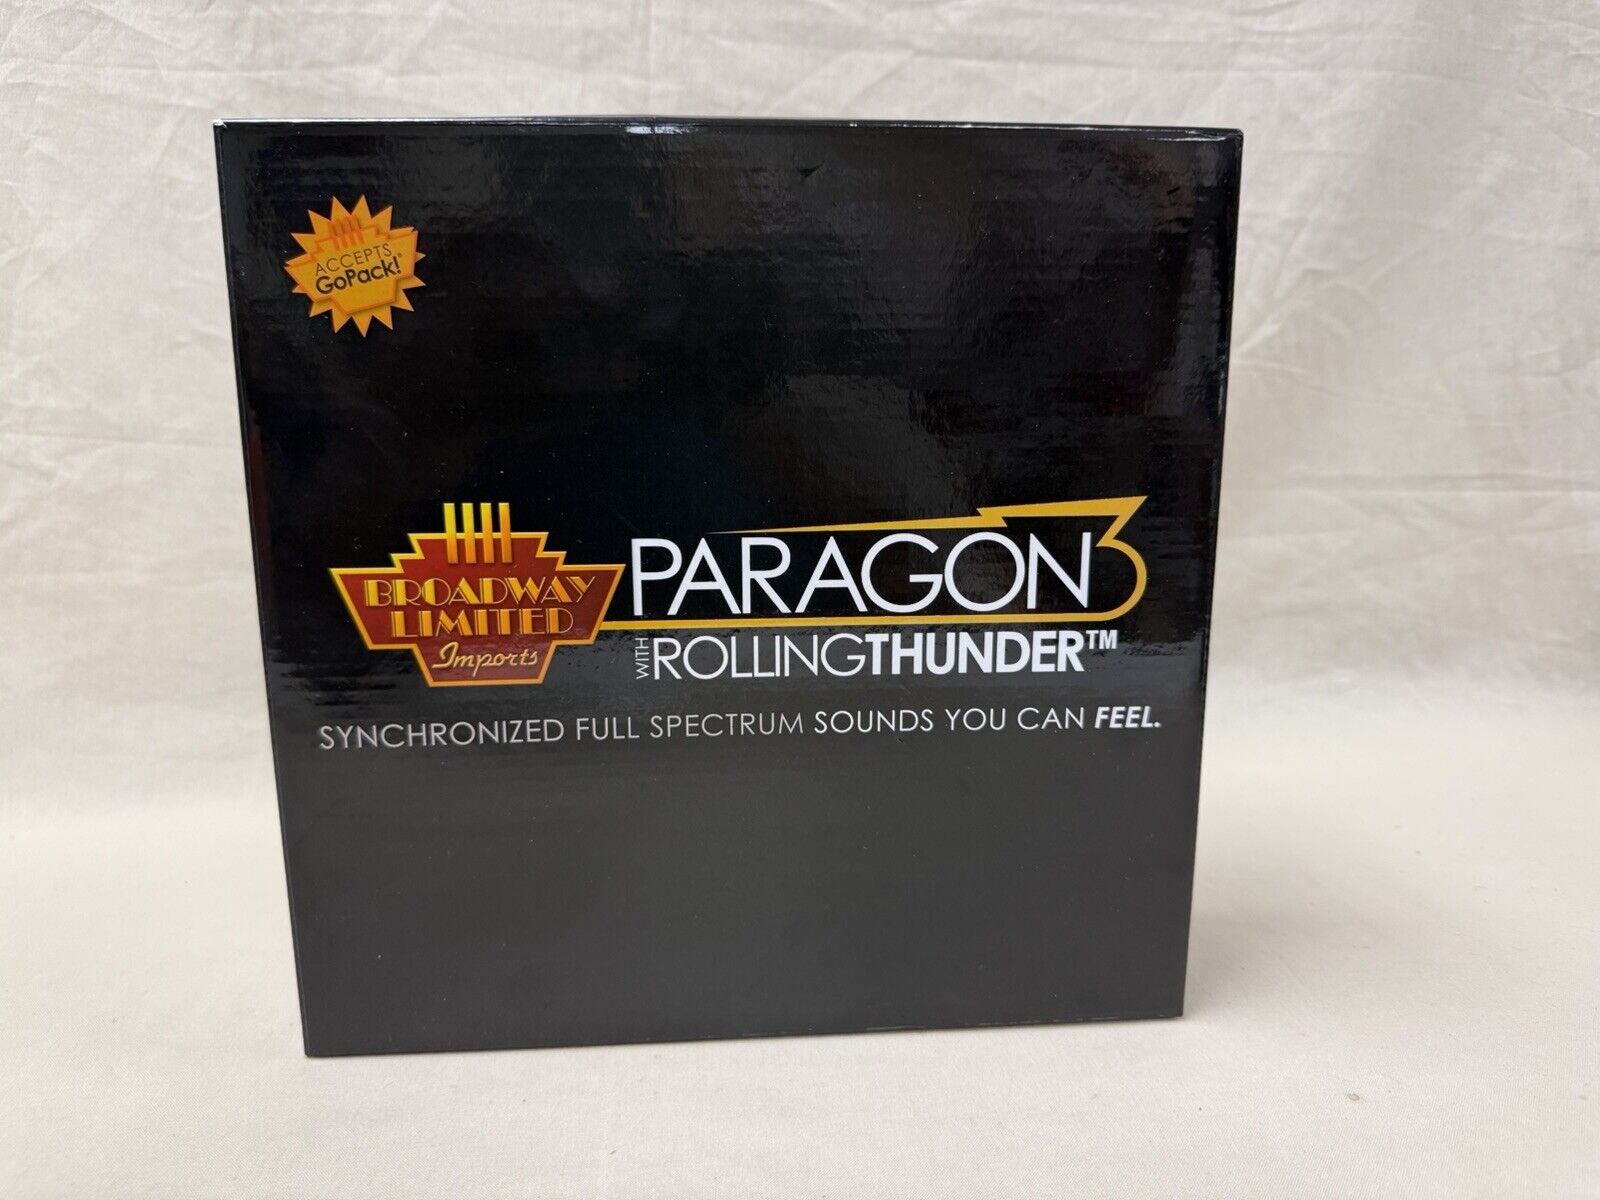 ACCEPTS
GoPack!
BROADWAY
LIMITED
Imports
PARAGON3
WITH ROLLINGTHUNDER™
SYNCHRONIZED FULL SPECTRUM SOUNDS YOU CAN FEEL.